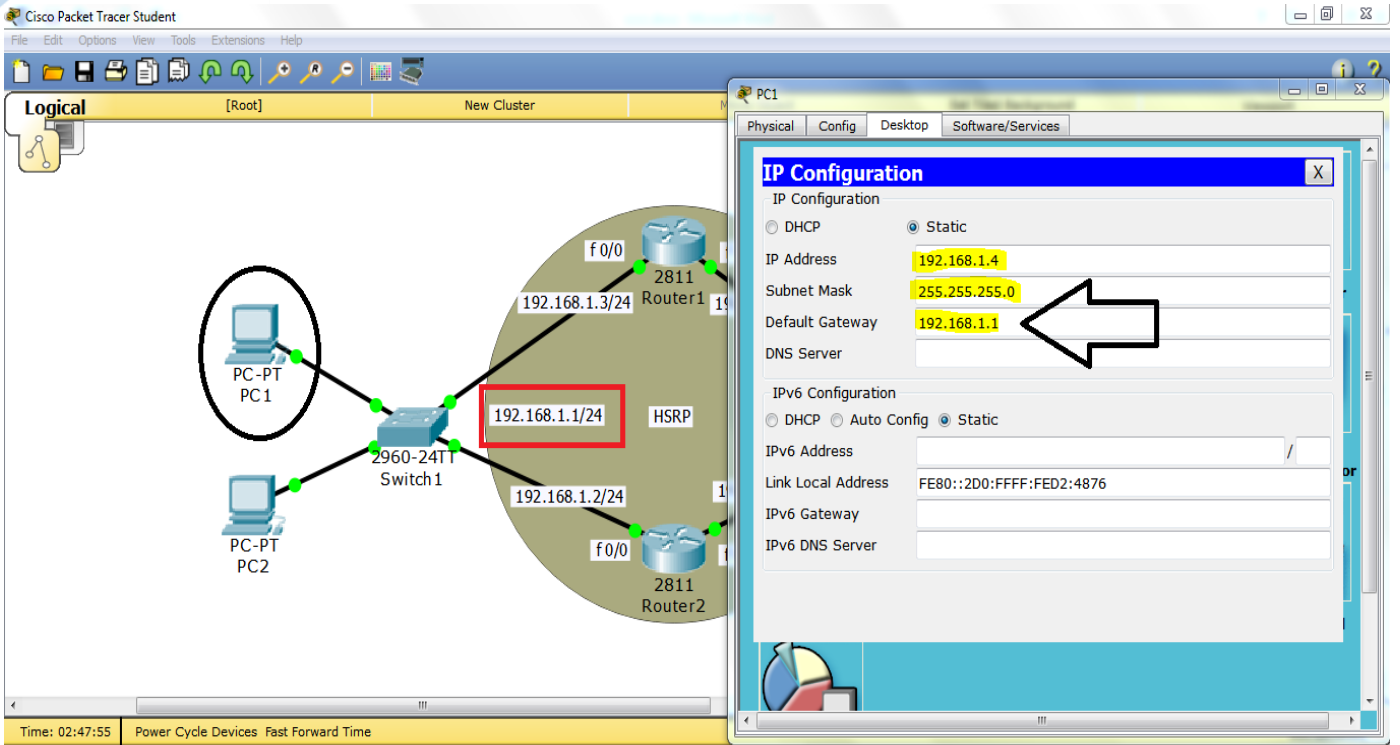 Cisco Packet Tracer Student
File Edit Options View Tools Extensions Help
Logical
[Root]
New Cluster
PC1
Physical Config Desktop Software/Services
IP Configuration
X
IP Configuration
DHCP Static
IP Address 192.168.1.4
Subnet Mask 255.255.255.0
Default Gateway 192.168.1.1
DNS Server
IPv6 Configuration
DHCP Auto Config Static
IPv6 Address /
Link Local Address FE80::2D0:FFFF:FED2:4876
IPv6 Gateway
IPv6 DNS Server
f 0/0
2811
Router1
192.168.1.3/24
PC-PT
PC1
192.168.1.1/24
HSRP
2960-24TT
Switch1
192.168.1.2/24
PC-PT
PC2
f 0/0
2811
Router2
Time: 02:47:55
Power Cycle Devices Fast Forward Time